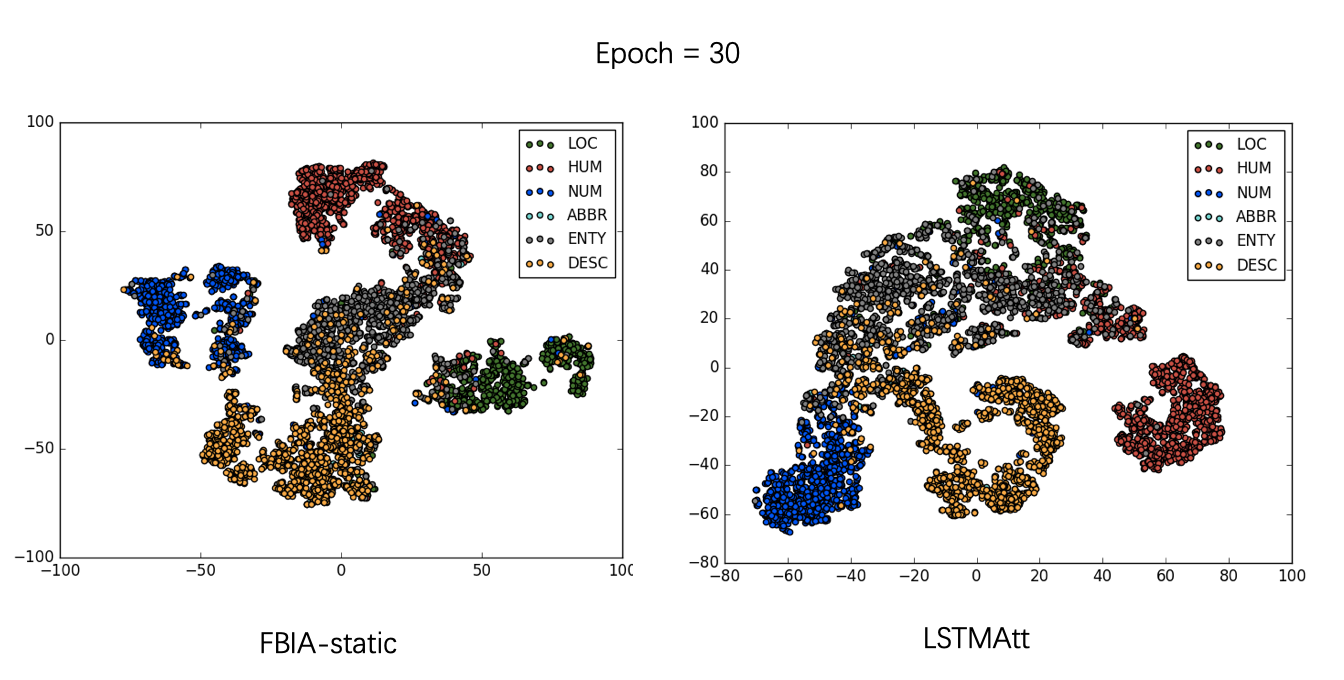 Epoch = 30
100
50
0
−50
−100
−100
−50
0
50
100
LOC
HUM
NUM
ABBR
ENTY
DESC
FBIA-static
100
80
60
40
20
0
−20
−40
−60
−80
−80
−60
−40
−20
0
20
40
60
80
100
LOC
HUM
NUM
ABBR
ENTY
DESC
LSTMAtt